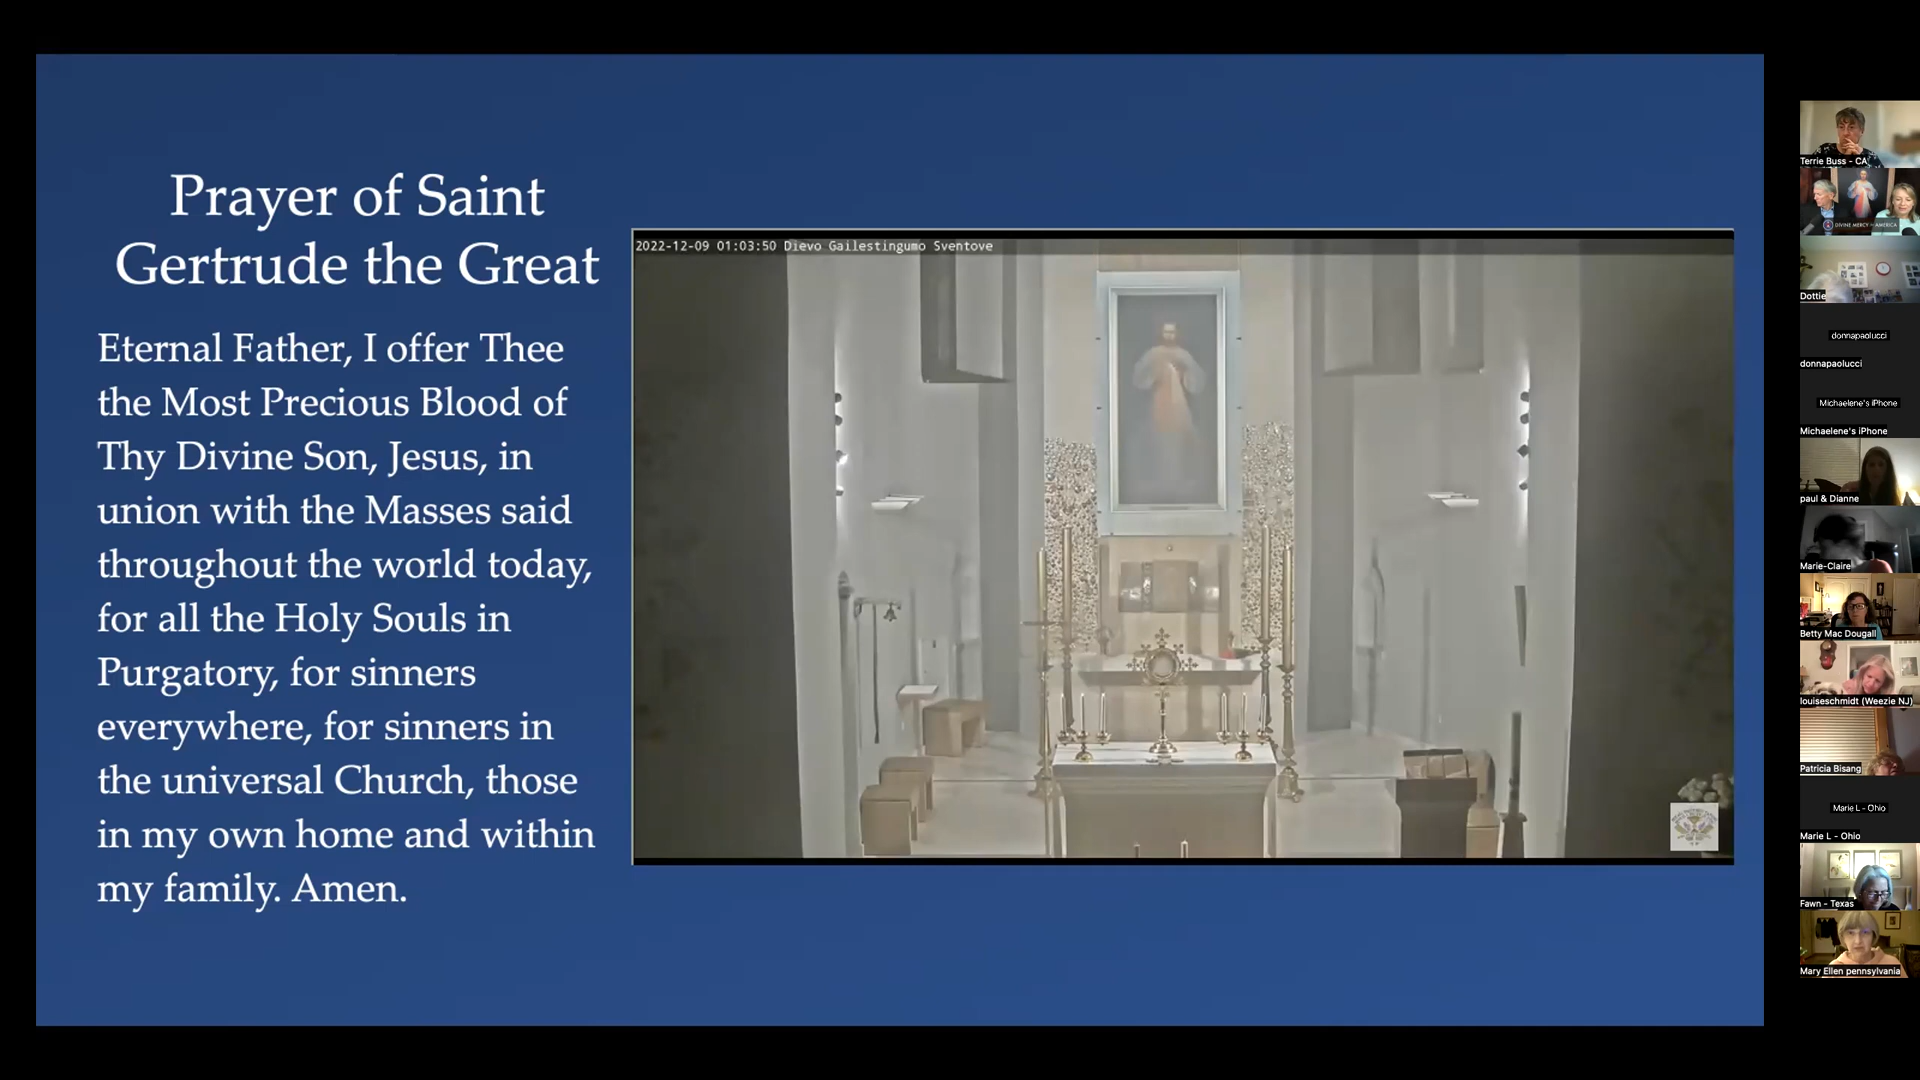 Prayer of Saint
Gertrude the Great
Eternal Father, I offer Thee
the Most Precious Blood of
Thy Divine Son, Jesus, in
union with the Masses said
throughout the world today,
for all the Holy Souls in
Purgatory, for sinners
everywhere, for sinners in
the universal Church, those
in my own home and within
my family. Amen.
2022-12-09 01:03:50 Dievo Gailestingumo Sventove
Terrie Buss - CA
DIVINE MERCY for AMERICA
Dottie
donnapaolucci
donnapaolucci
Michaelene's iPhone
Michaelene's iPhone
paul & Dianne
Marie-Claire
Betty Mac Dougall
louiseschmidt (Weezie NJ)
Patricia Bisang
Marie L - Ohio
Marie L - Ohio
Fawn - Texas
Mary Ellen pennsylvania